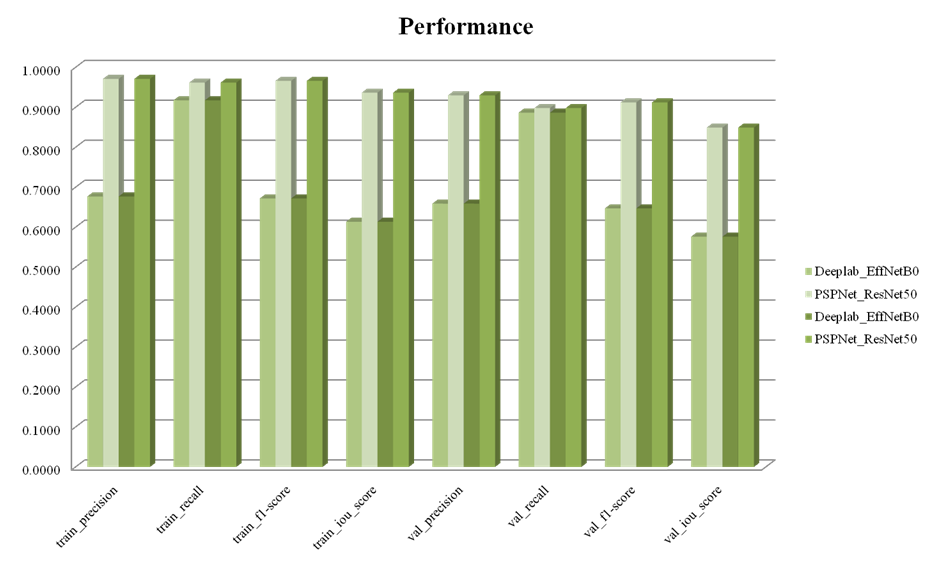 Performance
1.0000
0.9000
0.8000
0.7000
0.6000
0.5000
0.4000
0.3000
0.2000
0.1000
0.0000
train_precision
train_recall
train_f1-score
train_iou_score
val_precision
val_recall
val_f1-score
val_iou_score
Deeplab_EffNetB0
PSPNet_ResNet50
Deeplab_EffNetB0
PSPNet_ResNet50